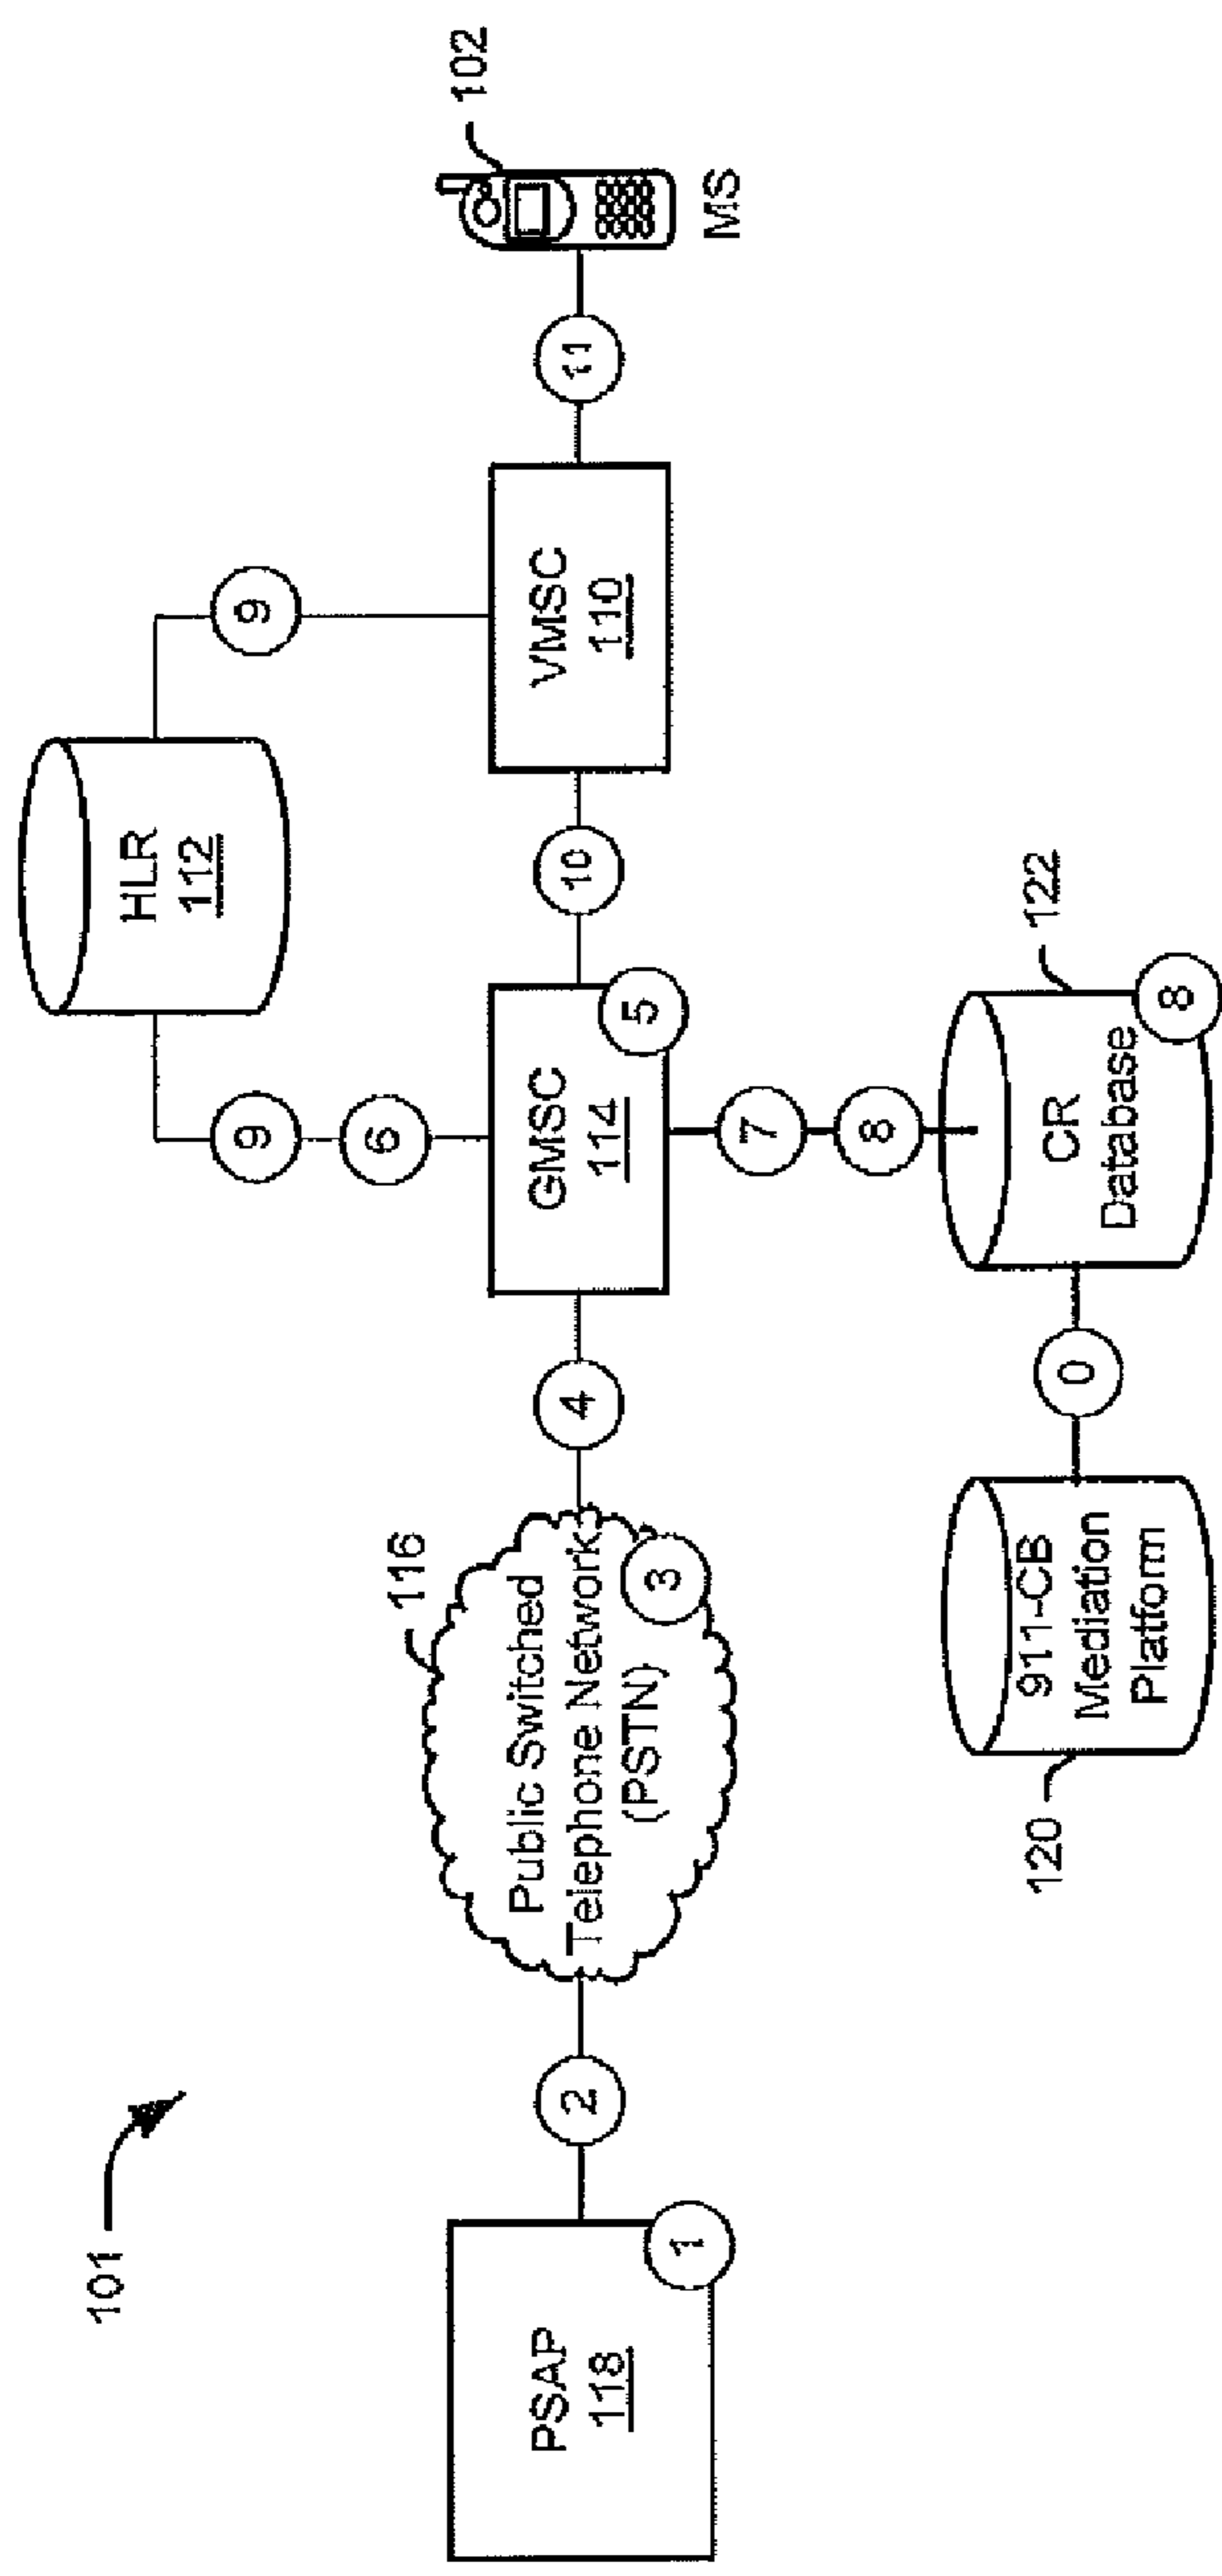 101
PSAP
118
1
2
116
Public Switched
Telephone Network
(PSTN)
3
4
GMSC
114
5
9
6
HLR
112
9
10
VMSC
110
11
102
MS
7
8
CR
Database
122
8
0
911-CB
Mediation
Platform
120